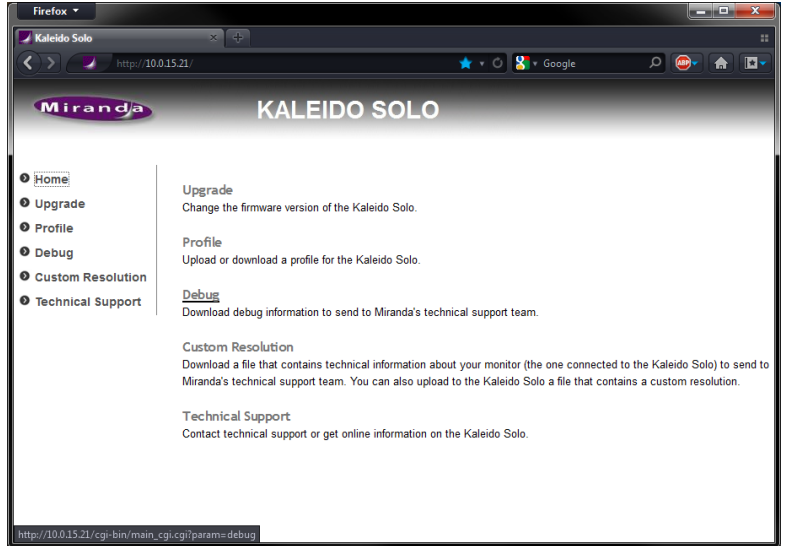 Firefox
Kaleido Solo
http://10.0.15.21/
Google
ABP
Miranda
KALEIDO SOLO
Home
Upgrade
Profile
Debug
Custom Resolution
Technical Support
Upgrade
Change the firmware version of the Kaleido Solo.
Profile
Upload or download a profile for the Kaleido Solo.
Debug
Download debug information to send to Miranda's technical support team.
Custom Resolution
Download a file that contains technical information about your monitor (the one connected to the Kaleido Solo) to send to
Miranda's technical support team. You can also upload to the Kaleido Solo a file that contains a custom resolution.
Technical Support
Contact technical support or get online information on the Kaleido Solo.
http://10.0.15.21/cgi-bin/main_cgi.cgi?param=debug